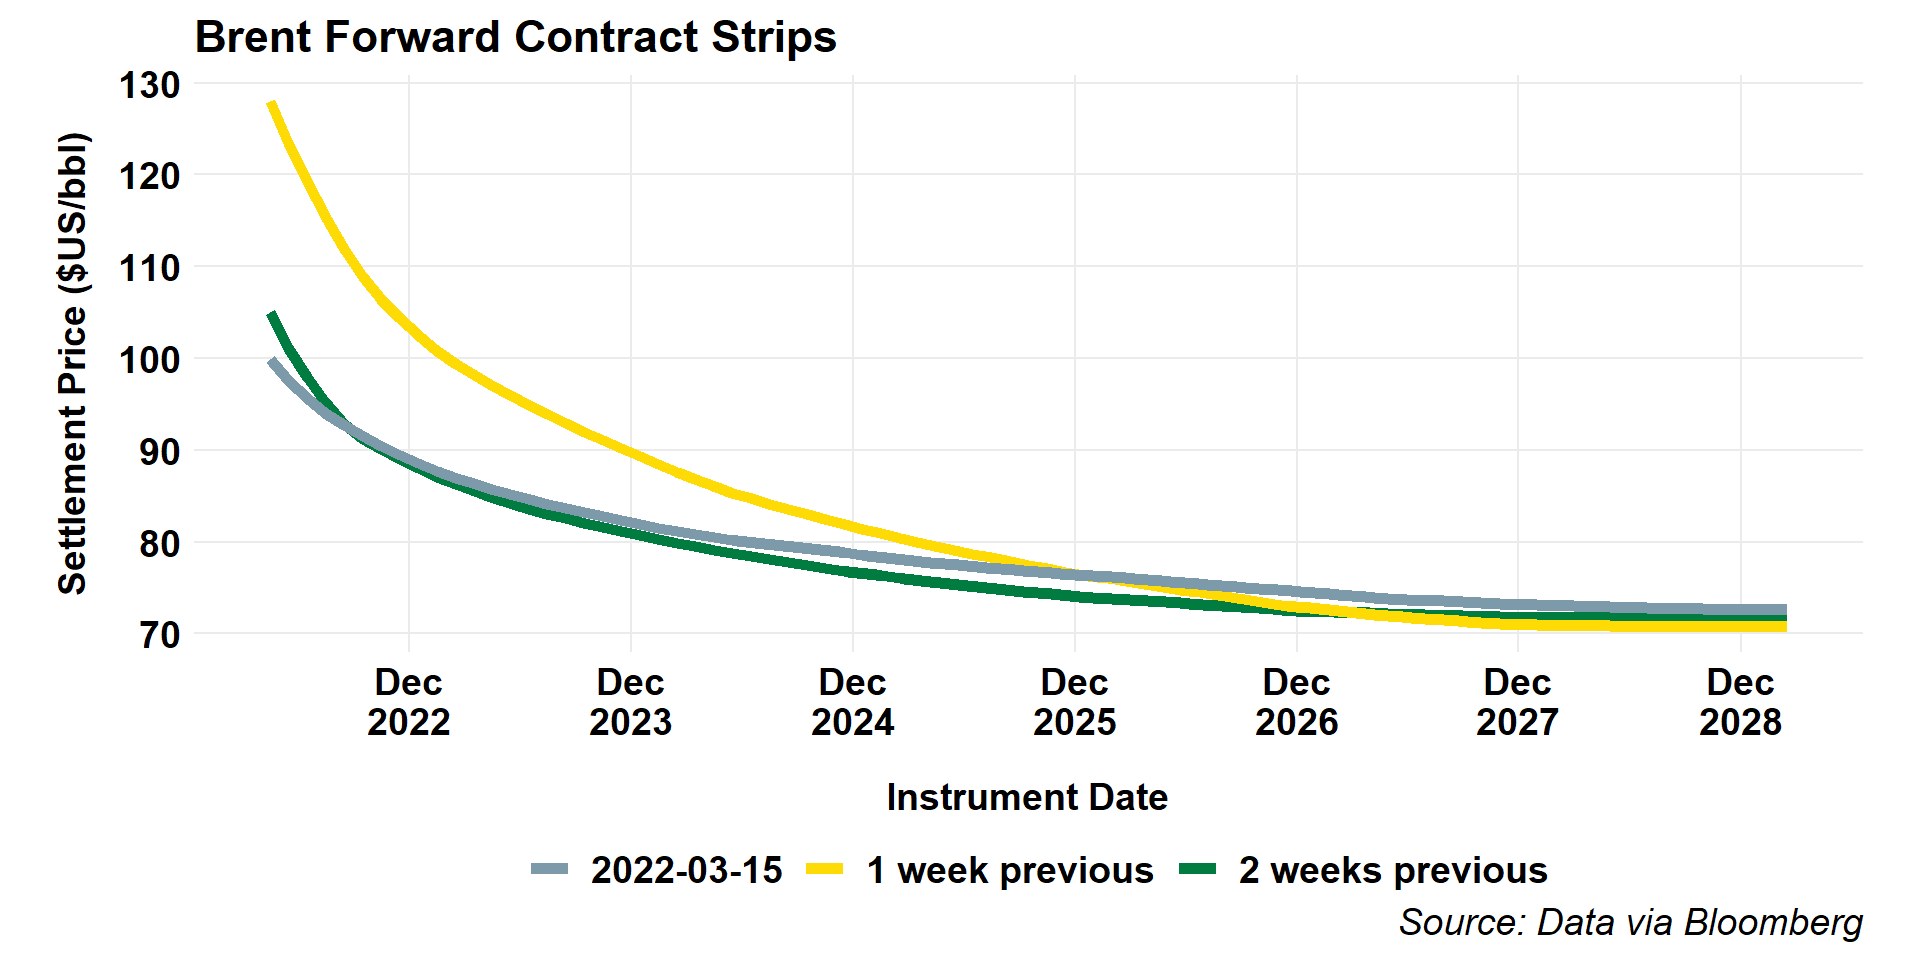 Brent Forward Contract Strips
Settlement Price ($US/bbl)
130
120
110
100
90
80
70
Dec
2022
Dec
2023
Dec
2024
Dec
2025
Dec
2026
Dec
2027
Dec
2028
Instrument Date
2022-03-15 1 week previous 2 weeks previous
Source: Data via Bloomberg